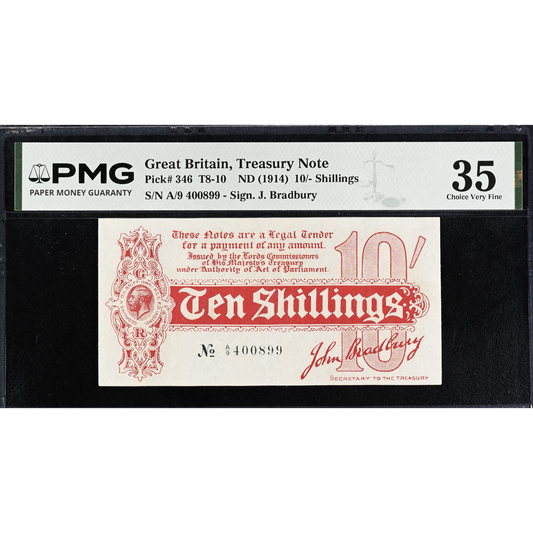 PMG
PAPER MONEY GUARANTY
Great Britain, Treasury Note
Pick# 346 T8-10 ND (1914) 10/- Shillings
S/N A/9 400899 - Sign. J. Bradbury
35
Choice Very Fine
These Notes are a Legal Tender
for a payment of any amount.
Issued by the Lords Commissioners
of His Majesty's Treasury
under Authority of Act of Parliament.
10/
G
R
Ten Shillings
10
No A/9 400899
John Bradbury
SECRETARY TO THE TREASURY